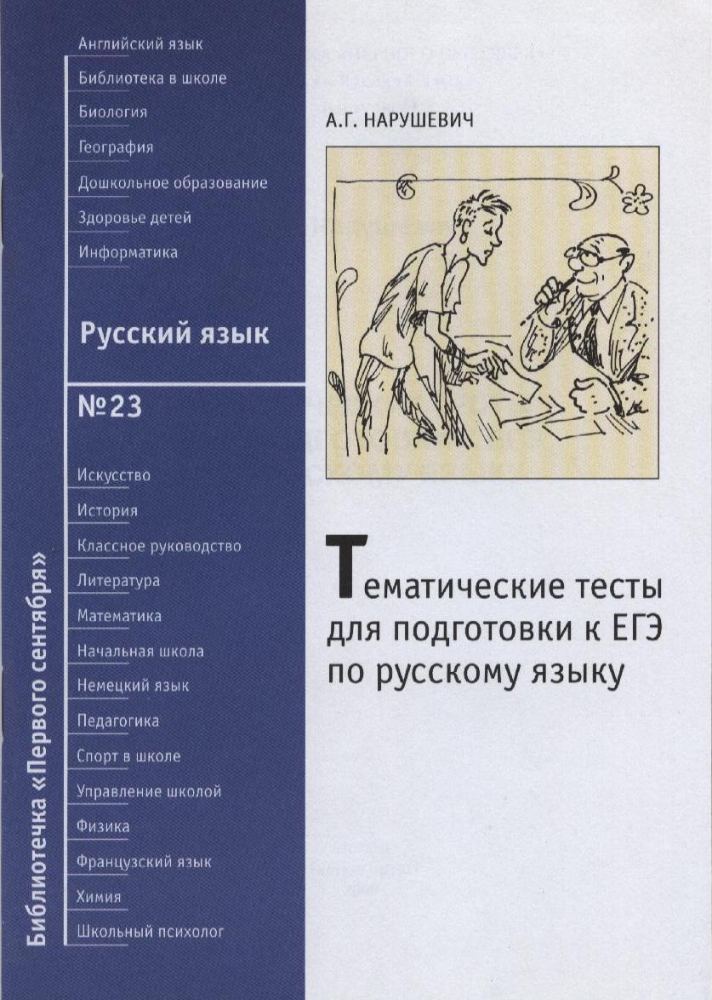 Английский язык
Библиотека в школе
Биология
География
Дошкольное образование
Здоровье детей
Информатика
Русский язык
№23
Искусство
История
Классное руководство
Литература
Математика
Начальная школа
Немецкий язык
Педагогика
Спорт в школе
Управление школой
Физика
Французский язык
Химия
Школьный психолог
Библиотечка «Первого сентября»
А.Г. НАРУШЕВИЧ
Тематические тесты
для подготовки к ЕГЭ
по русскому языку